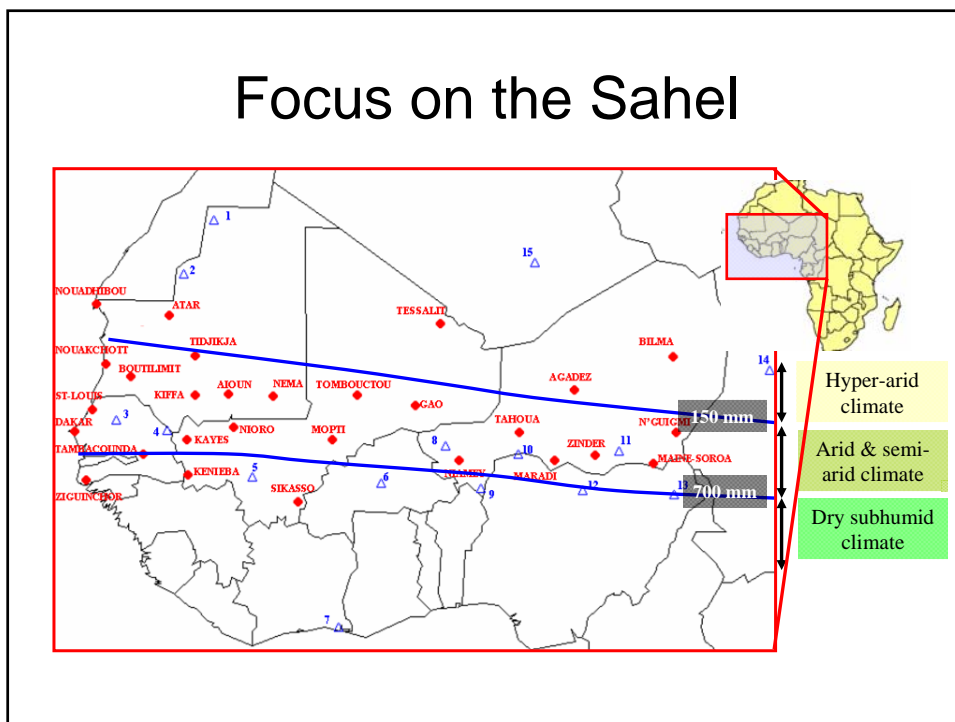 Focus on the Sahel
1
15
2
NOUADHIBOU
ATAR
TESSALIT
TIDJIKJA
BILMA
NOUAKCHOTT
BOUTILIMIT
14
AGADEZ
Hyper-arid
climate
ST-LOUIS
KIFFA
AIOUN
NEMA
TOMBOUCTOU
GAO
150 mm
3
DAKAR
4
NIORO
MOPTI
TAHOUA
N'GUIGMI
KAYES
8
10
ZINDER
11
Arid & semi-
arid climate
TAMBACOUNDA
KENIEBA
5
NIAMEY
MARADI
MAINE-SOROA
SIKASSO
6
9
12
700 mm
13
ZIGUINCHOR
Dry subhumid
climate
7